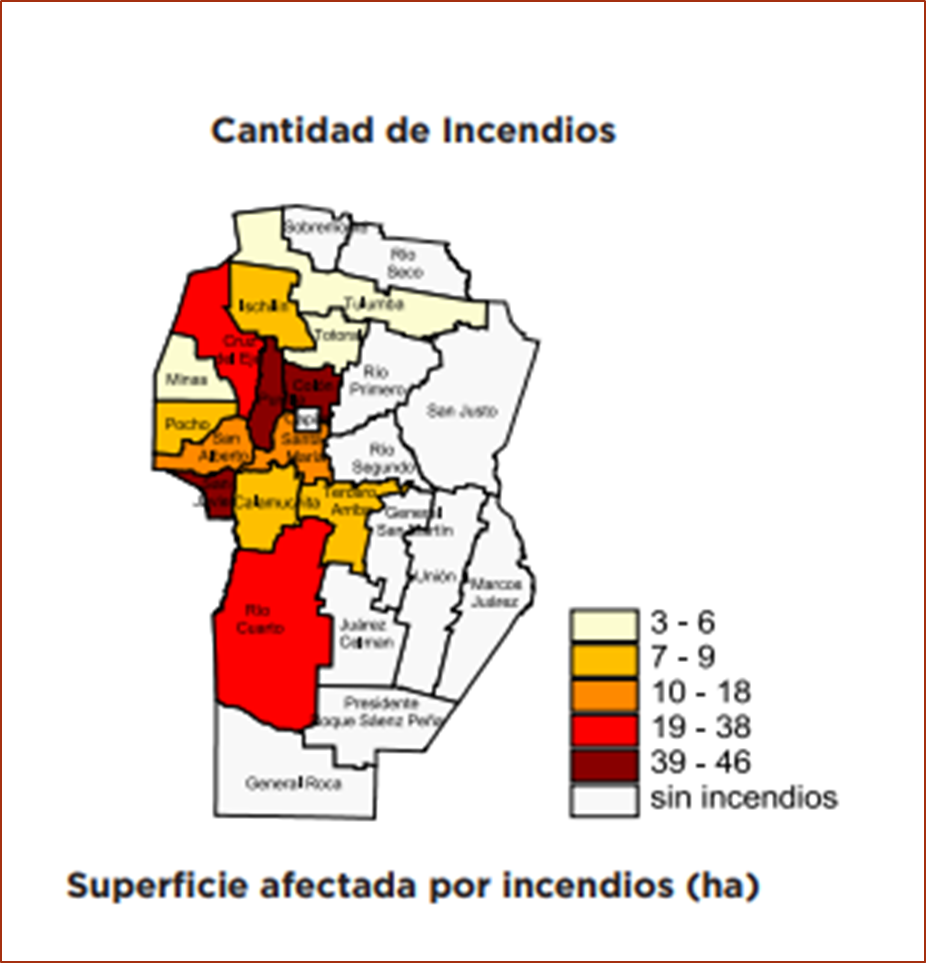 Cantidad de Incendios
Río
Seco
Ischilín
Tulumba
Totoral
Cruz
del Eje
Río
Primero
Minas
Colón
San Justo
Pocho
San
Alberto
Santa
María
Río
Segundo
Calamuchita
Tercero
Arriba
General
San Martín
Unión
Marcos
Juárez
Río
Cuarto
Juárez
Celman
Presidente
oque Sáenz Peña
General Roca
3 - 6
7 - 9
10 - 18
19 - 38
39 - 46
sin incendios
Superficie afectada por incendios (ha)